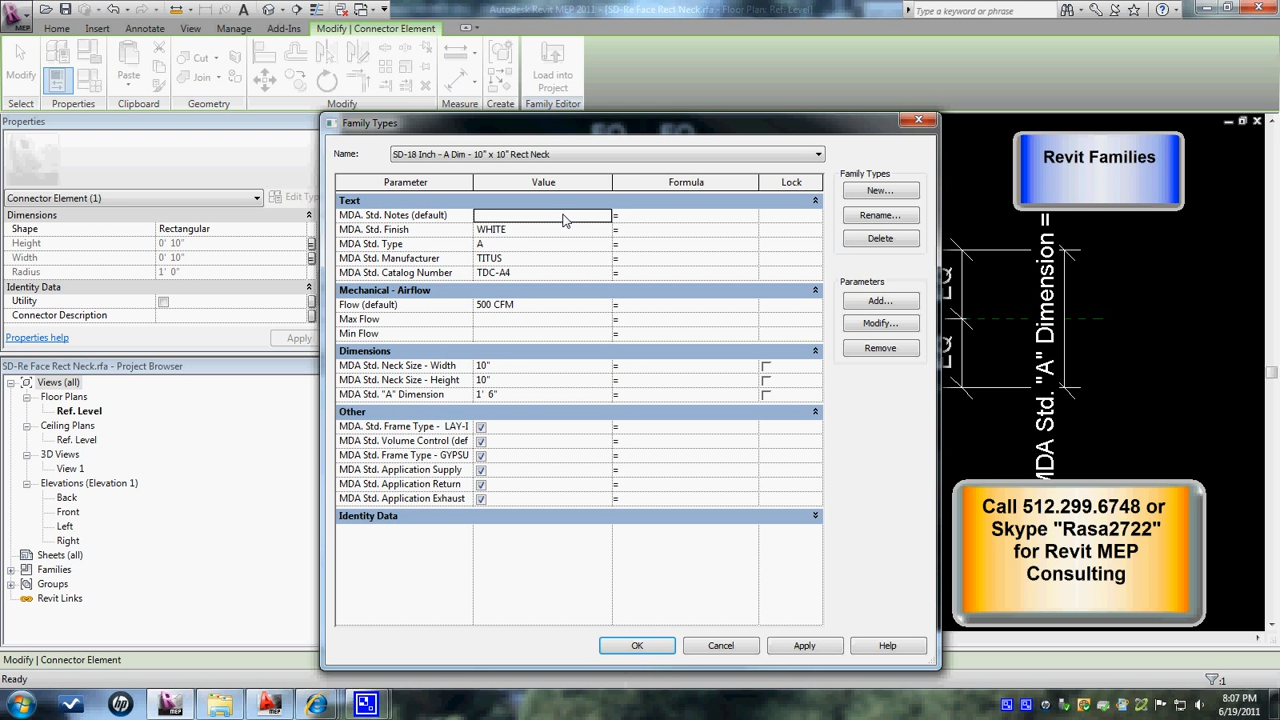 Autodesk Revit MEP 2011 - [SD-Re Face Rect Neck.rfa - Floor Plan: Ref. Level]
Type a keyword or phrase
MEP
Home
Insert
Annotate
View
Manage
Add-Ins
Modify | Connector Element
Modify
Paste
Cut
Join
Load into
Project
Select
Properties
Clipboard
Geometry
Modify
Measure
Create
Family Editor
Properties
Connector Element (1)
Edit Typ
Dimensions
Shape
Rectangular
Height
0' 10"
Width
0' 10"
Radius
1' 0"
Identity Data
Utility
Connector Description
Properties help
Apply
SD-Re Face Rect Neck.rfa - Project Browser
Views (all)
Floor Plans
Ref. Level
Ceiling Plans
Ref. Level
3D Views
View 1
Elevations (Elevation 1)
Back
Front
Left
Right
Sheets (all)
Families
Groups
Revit Links
Modify | Connector Element
Ready
Family Types
Name:
SD-18 Inch - A Dim - 10" x 10" Rect Neck
Parameter Value Formula Lock
Text
MDA. Std. Notes (default) =
MDA. Std. Finish WHITE =
MDA Std. Type A =
MDA Std. Manufacturer TITUS =
MDA Std. Catalog Number TDC-A4 =
Mechanical - Airflow
Flow (default) 500 CFM =
Max Flow =
Min Flow =
Dimensions
MDA Std. Neck Size - Width 10" =
MDA Std. Neck Size - Height 10" =
MDA Std. "A" Dimension 1' 6" =
Other
MDA. Std. Frame Type - LAY-I =
MDA Std. Volume Control (def =
MDA Std. Frame Type - GYPSU =
MDA Std. Application Supply =
MDA Std. Application Return =
MDA Std. Application Exhaust =
Identity Data
Family Types
New...
Rename...
Delete
Parameters
Add...
Modify...
Remove
OK
Cancel
Apply
Help
EQ
EQ
MDA Std. "A" Dimension =
Revit Families
Call 512.299.6748 or
Skype "Rasa2722"
for Revit MEP
Consulting
:1
8:07 PM
6/19/2011